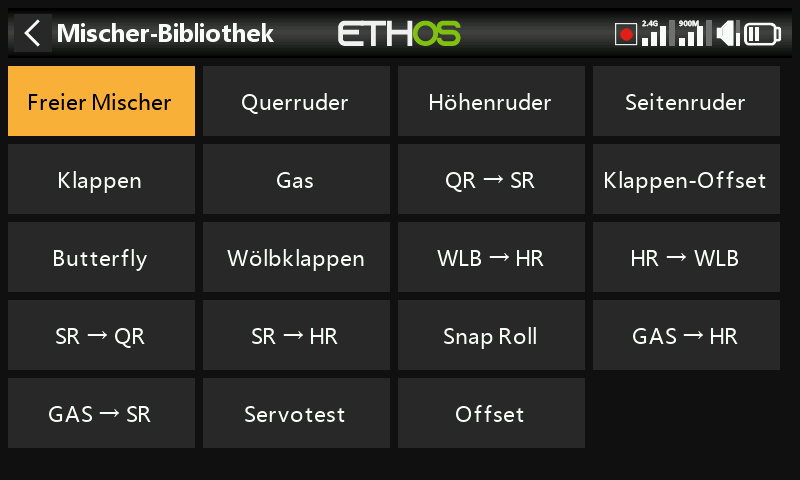 Mischer-Bibliothek
ETHOS
2.4G
900M
Freier Mischer
Querruder
Höhenruder
Seitenruder
Klappen
Gas
QR → SR
Klappen-Offset
Butterfly
Wölbklappen
WLB → HR
HR → WLB
SR → QR
SR → HR
Snap Roll
GAS → HR
GAS → SR
Servotest
Offset